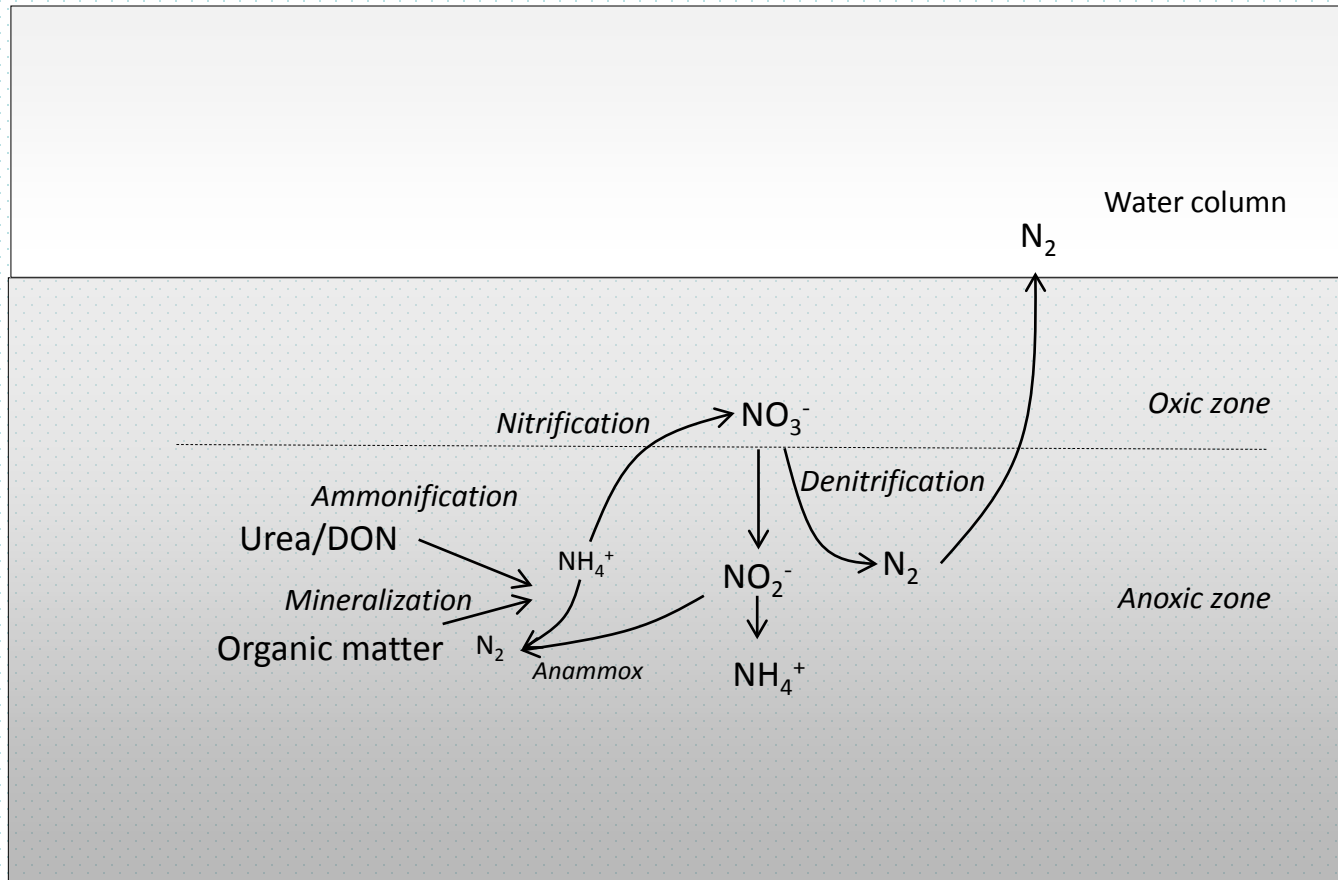 Water column
N₂
Oxic zone
Nitrification
NO₃⁻
Ammonification
Denitrification
Urea/DON
NH₄⁺
NO₂⁻
N₂
Mineralization
Anoxic zone
Organic matter
N₂
Anammox
NH₄⁺